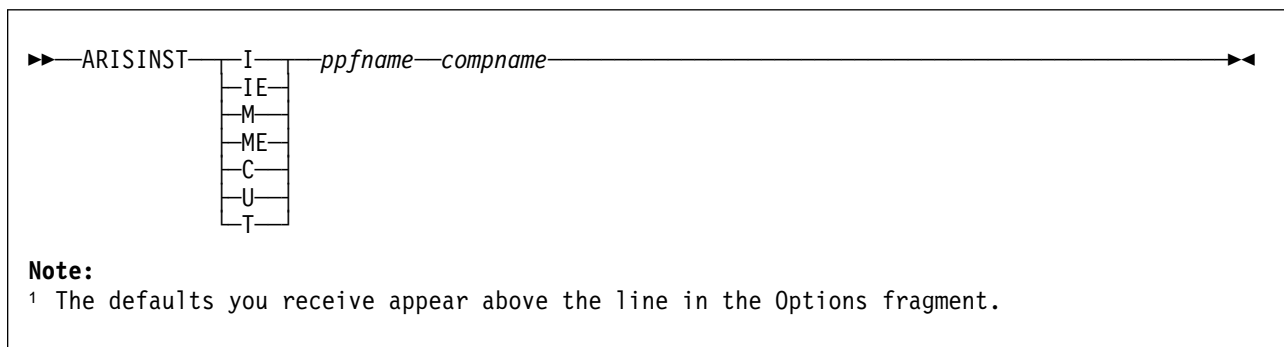 ►►──ARISINST──┬─I──┬──ppfname──compname──►◄
├─IE─┤
├─M──┤
├─ME─┤
├─C──┤
├─U──┤
└─T──┘
Note:
1 The defaults you receive appear above the line in the Options fragment.